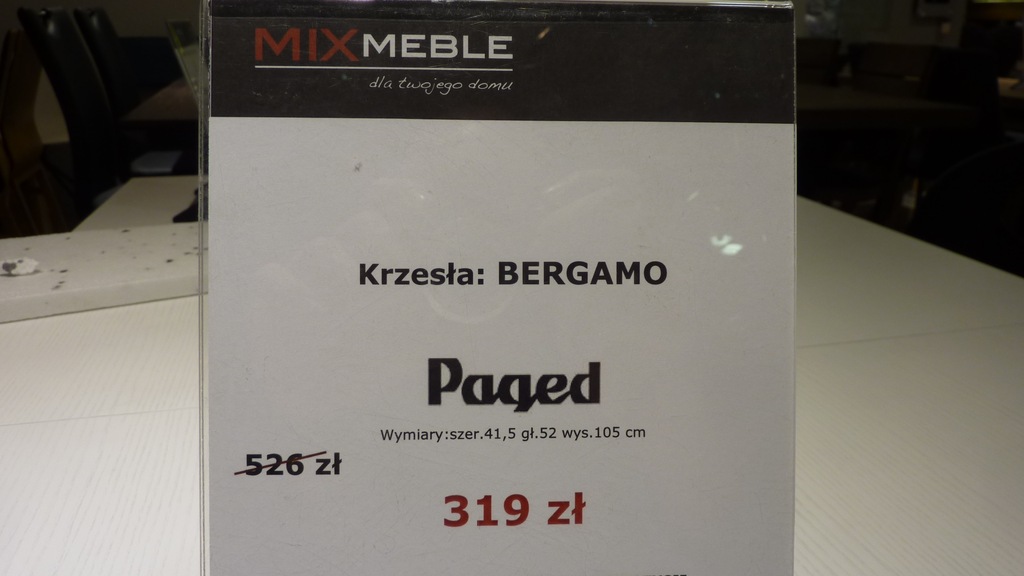 MIXMEBLE
dla twojego domu
Krzesła: BERGAMO
Paged
Wymiary:szer.41,5 gł.52 wys.105 cm
526 zł
319 zł